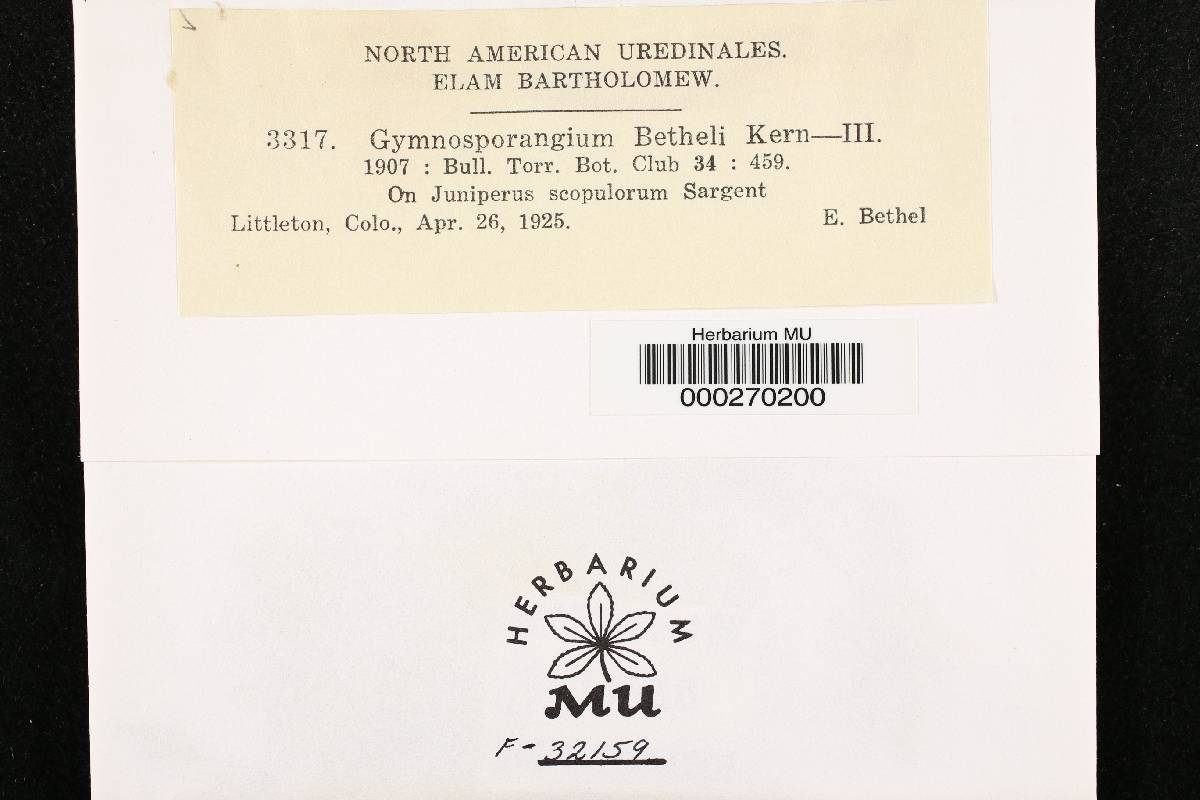 NORTH AMERICAN UREDINALES.
ELAM BARTHOLOMEW.
3317. Gymnosporangium Betheli Kern—III.
1907 : Bull. Torr. Bot. Club 34 : 459.
On Juniperus scopulorum Sargent
Littleton, Colo., Apr. 26, 1925. E. Bethel
Herbarium MU
000270200
HERBARIUM
MU
F-32159